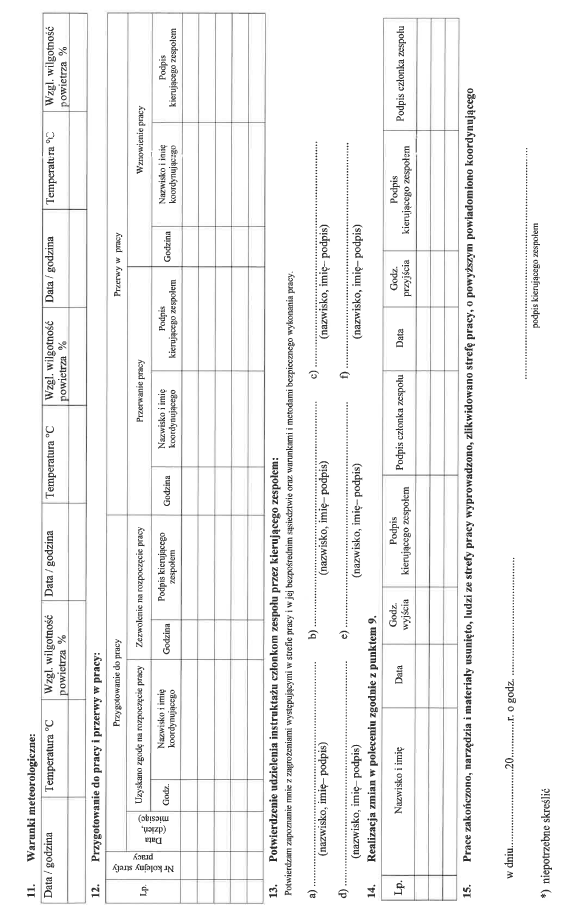 11. Warunki meteorologiczne:
Data / godzina Temperatura °C Wzgl. wilgotność powietrza % Data / godzina Temperatura °C Wzgl. wilgotność powietrza % Data / godzina Temperatura °C Wzgl. wilgotność powietrza %
12. Przygotowanie do pracy i przerwy w pracy:
Lp. Nr kolejny strefy pracy Data (dzień, miesiąc) Przygotowanie do pracy Przerwy w pracy
Uzyskano zgodę na rozpoczęcie pracy Zezwolenie na rozpoczęcie pracy Przerwanie pracy Wznowienie pracy
Godz. Nazwisko i imię koordynującego Godzina Podpis kierującego zespołem Godzina Nazwisko i imię koordynującego Podpis kierującego zespołem Godzina Nazwisko i imię koordynującego Podpis kierującego zespołem
13. Potwierdzenie udzielenia instruktażu członkom zespołu przez kierującego zespołem:
Potwierdzam zapoznanie mnie z zagrożeniami występującymi w strefie pracy i w jej bezpośrednim sąsiedztwie oraz warunkami i metodami bezpiecznego wykonania pracy.
a) .......... b) .......... c) ..........
(nazwisko, imię– podpis) (nazwisko, imię– podpis) (nazwisko, imię– podpis)
d) .......... e) .......... f) ..........
(nazwisko, imię– podpis) (nazwisko, imię– podpis) (nazwisko, imię– podpis)
14. Realizacja zmian w poleceniu zgodnie z punktem 9.
Lp. Nazwisko i imię Data Godz. wyjścia Podpis kierującego zespołem Podpis członka zespołu Data Godz. przyjścia Podpis kierującego zespołem Podpis członka zespołu
15. Prace zakończono, narzędzia i materiały usunięto, ludzi ze strefy pracy wyprowadzono, zlikwidowano strefę pracy, o powyższym powiadomiono koordynującego
w dniu..........20..........r. o godz. ..........
podpis kierującego zespołem
*) niepotrzebne skreślić